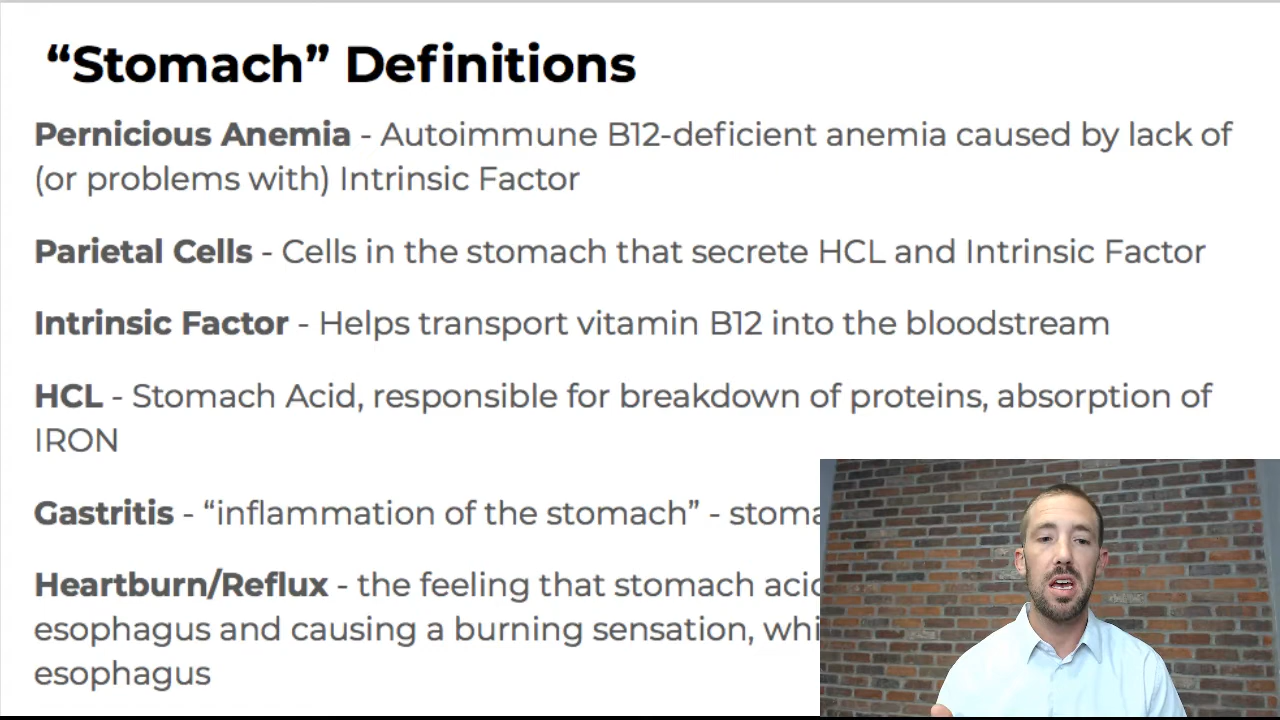 “Stomach” Definitions
Pernicious Anemia - Autoimmune B12-deficient anemia caused by lack of
(or problems with) Intrinsic Factor
Parietal Cells - Cells in the stomach that secrete HCL and Intrinsic Factor
Intrinsic Factor - Helps transport vitamin B12 into the bloodstream
HCL - Stomach Acid, responsible for breakdown of proteins, absorption of
IRON
Gastritis - “inflammation of the stomach” -
Heartburn/Reflux - the feeling that stomach
esophagus and causing a burning sensation,
esophagus